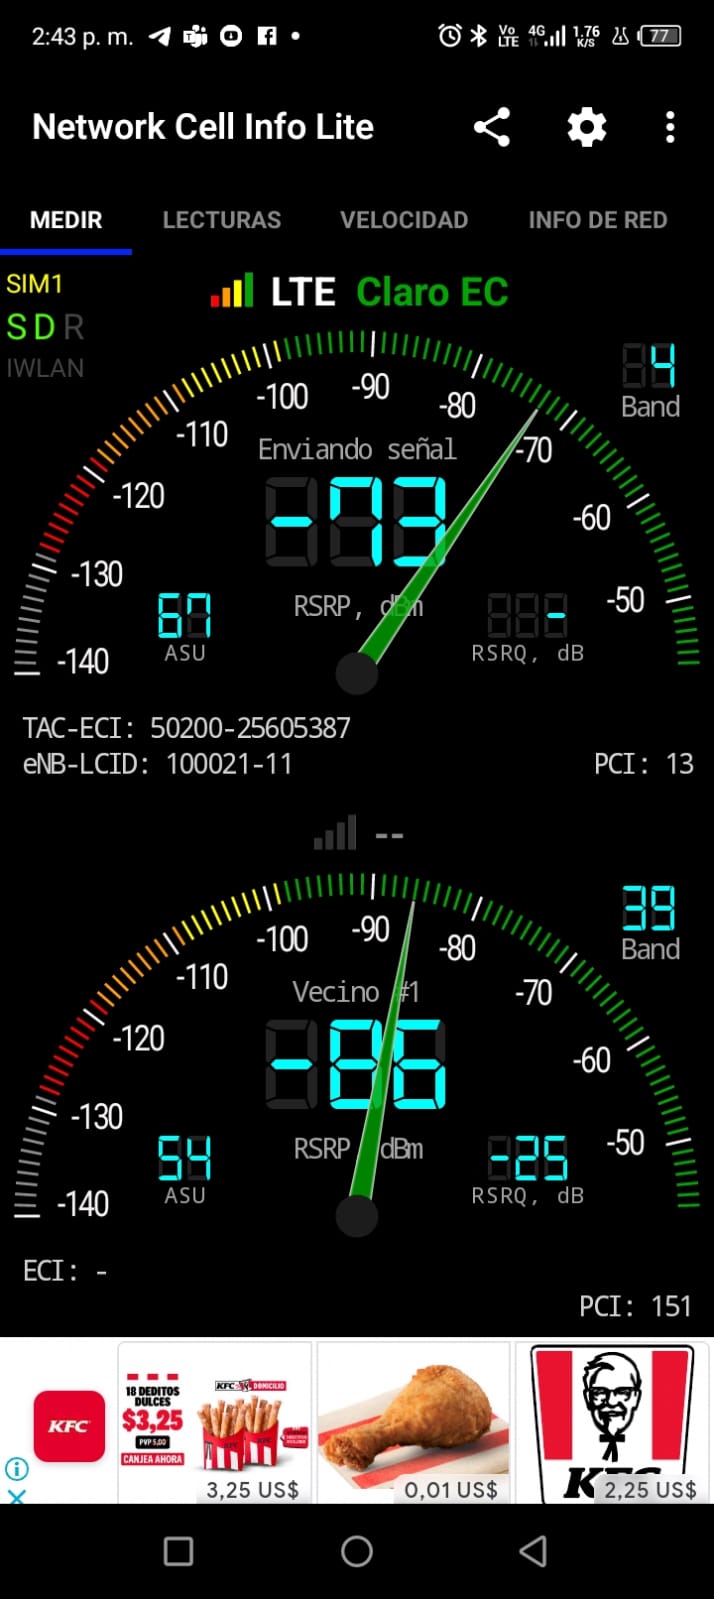 2:43 p. m. Vo LTE 4G 1.76 K/S 77
Network Cell Info Lite
MEDIR LECTURAS VELOCIDAD INFO DE RED
SIM1
LTE Claro EC
S D R
IWLAN
4
Band
-140 -130 -120 -110 -100 -90 -80 -70 -60 -50
Enviando señal
-73
RSRP, dBm
67
ASU
-
RSRQ, dB
TAC-ECI: 50200-25605387
eNB-LCID: 100021-11
PCI: 13
--
39
Band
-140 -130 -120 -110 -100 -90 -80 -70 -60 -50
Vecino #1
-86
RSRP, dBm
54
ASU
-25
RSRQ, dB
ECI: -
PCI: 151
KFC
18 DEDITOS
DULCES
$3,25
PVP 5,00
CANJEA AHORA
KFC DOMICILIO
3,25 US$
0,01 US$
KFC
2,25 US$